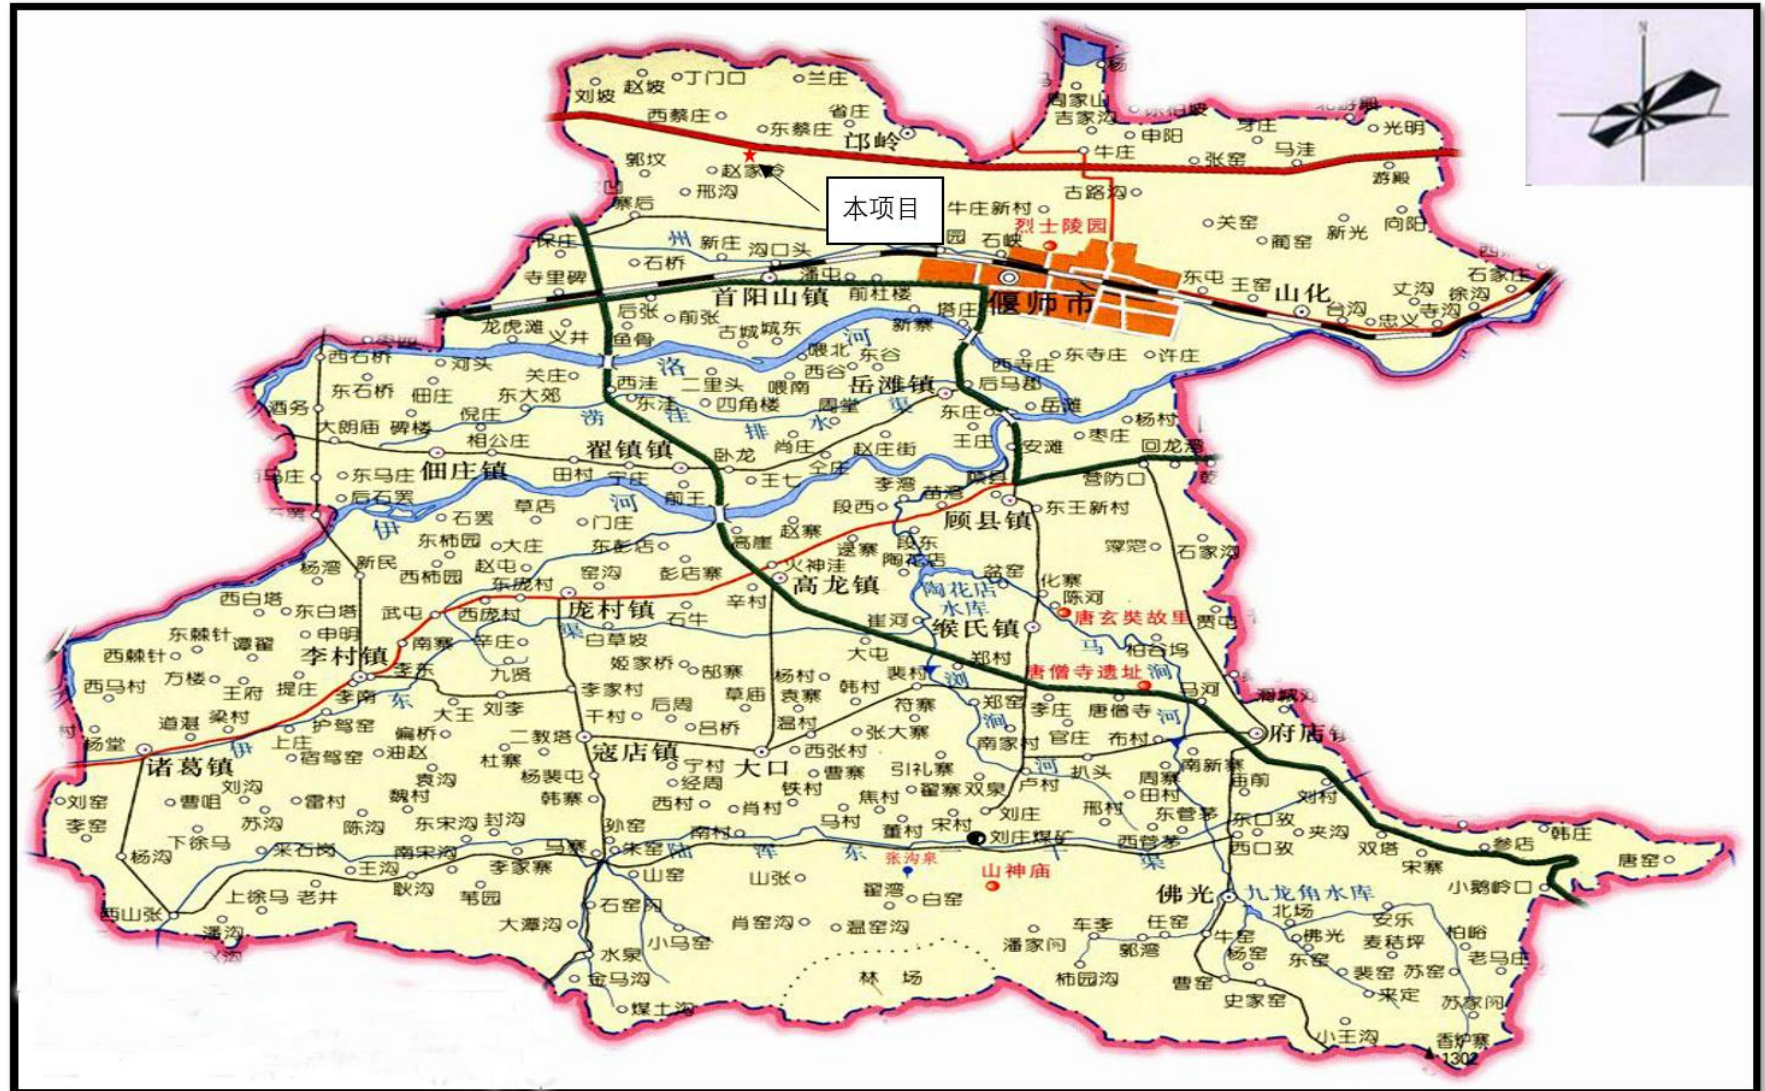 N
丁门口
兰庄
赵坡
刘坡
省庄
周家山
西蔡庄
东蔡庄
吉家沟
申阳
牙庄
光明
邙岭
牛庄
张窑
马洼
郭坟
赵家岭
游殿
邢沟
古路沟
本项目
寨后
牛庄新村
烈士陵园
关窑
向阳
新光
蔺窑
州
保庄
新庄
沟口头
园
石峡
石桥
寺里碑
潘屯
东屯
王窑
石家庄
首阳山镇
前杜楼
偃师市
山化
丈沟
徐沟
台沟
寺沟
忠义
后张
前张
塔庄
新寨
龙虎滩
义井
鱼骨
古城
城东
河
西石桥
河头
洛
喂北
东谷
西寺庄
东寺庄
许庄
关庄
西谷
东石桥
佃庄
东大郊
西洼
二里头
喂南
岳滩镇
后马郡
酒务
倪庄
东洼
四角楼
周堂
东庄
岳滩
杨村
涝
洼
排
水
渠
大朗庙
碑楼
相公庄
翟镇镇
尚庄
赵庄街
王庄
安滩
枣庄
回龙湾
佃庄镇
卧龙
仝庄
东马庄
田村
宁庄
王七
李湾
顾县
营防口
后石罢
前王
段西
苗湾
伊
河
石罢
草店
门庄
赵寨
顾县镇
东王新村
东柿园
大庄
东彭店
高崖
逯寨
段东
陶花店
石家沟
杨湾
新民
西柿园
赵屯
窑沟
彭店寨
火神洼
盆窑
东庞村
高龙镇
陶花店
水库
化寨
陈河
西白塔
东白塔
武屯
西庞村
庞村镇
辛村
唐玄奘故里
贾屯
石牛
崔河
缑氏镇
东棘针
谭翟
申明
南寨
辛庄
渠
白草坡
马
柏谷坞
西棘针
李村镇
李东
姬家桥
郜寨
大屯
郑村
唐僧寺遗址
涧
方楼
九贤
杨村
裴村
西马村
王府
提庄
李南
李家村
草庙
袁寨
韩村
浏
马河
东
刘李
后周
符寨
郑窑
李庄
唐僧寺
道湛
梁村
护驾窑
大王
干村
吕桥
温村
涧
河
杨堂
伊
上庄
偏桥
二教塔
张大寨
南家村
官庄
布村
府店镇
诸葛镇
宿驾窑
油赵
杜寨
寇店镇
大口
西张村
河
南新寨
宁村
引礼寨
扒头
刘沟
袁沟
杨裴屯
经周
曹寨
卢村
周寨
庙前
刘窑
曹咀
雷村
魏村
韩寨
铁村
焦村
翟寨
双泉
田村
刘村
李窑
西村
肖村
刘庄
邢村
东管茅
东口孜
苏沟
陈沟
东宋沟
封沟
孙窑
南村
马村
董村
宋村
刘庄煤矿
西管茅
夹沟
韩庄
下徐马
西口孜
双塔
参店
杨沟
采石岗
南宋沟
马寨
朱窑
陆
浑
东
干
渠
宋寨
唐窑
王沟
李家寨
张沟泉
山神庙
上徐马
老井
耿沟
苇园
山窑
山张
翟湾
白窑
佛光
九龙角水库
小鹅岭口
西山张
石窑沟
北场
安乐
潘沟
大潭沟
小马窑
肖窑沟
温窑沟
潘家问
车李
任窑
牛窑
佛光
麦秸坪
柏峪
水泉
郭湾
杨窑
东窑
老马庄
金马沟
林场
柿园沟
曹窑
裴窑
苏窑
史家窑
来定
煤土沟
小王沟
香炉寨
1302